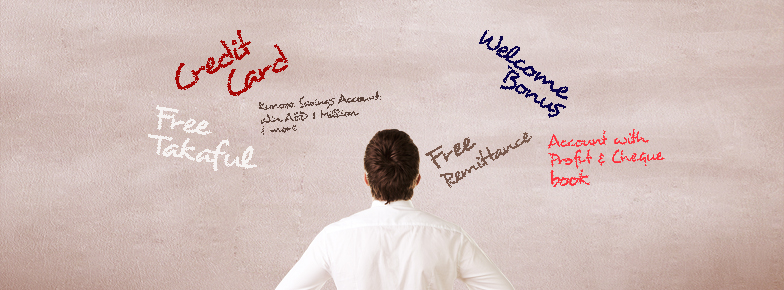 Credit
Card
Free
Takaful
Kunooz Savings Account
Win AED 1 Million
& more
Free
Remittance
Welcome
Bonus
Account with
Profit & Cheque
book